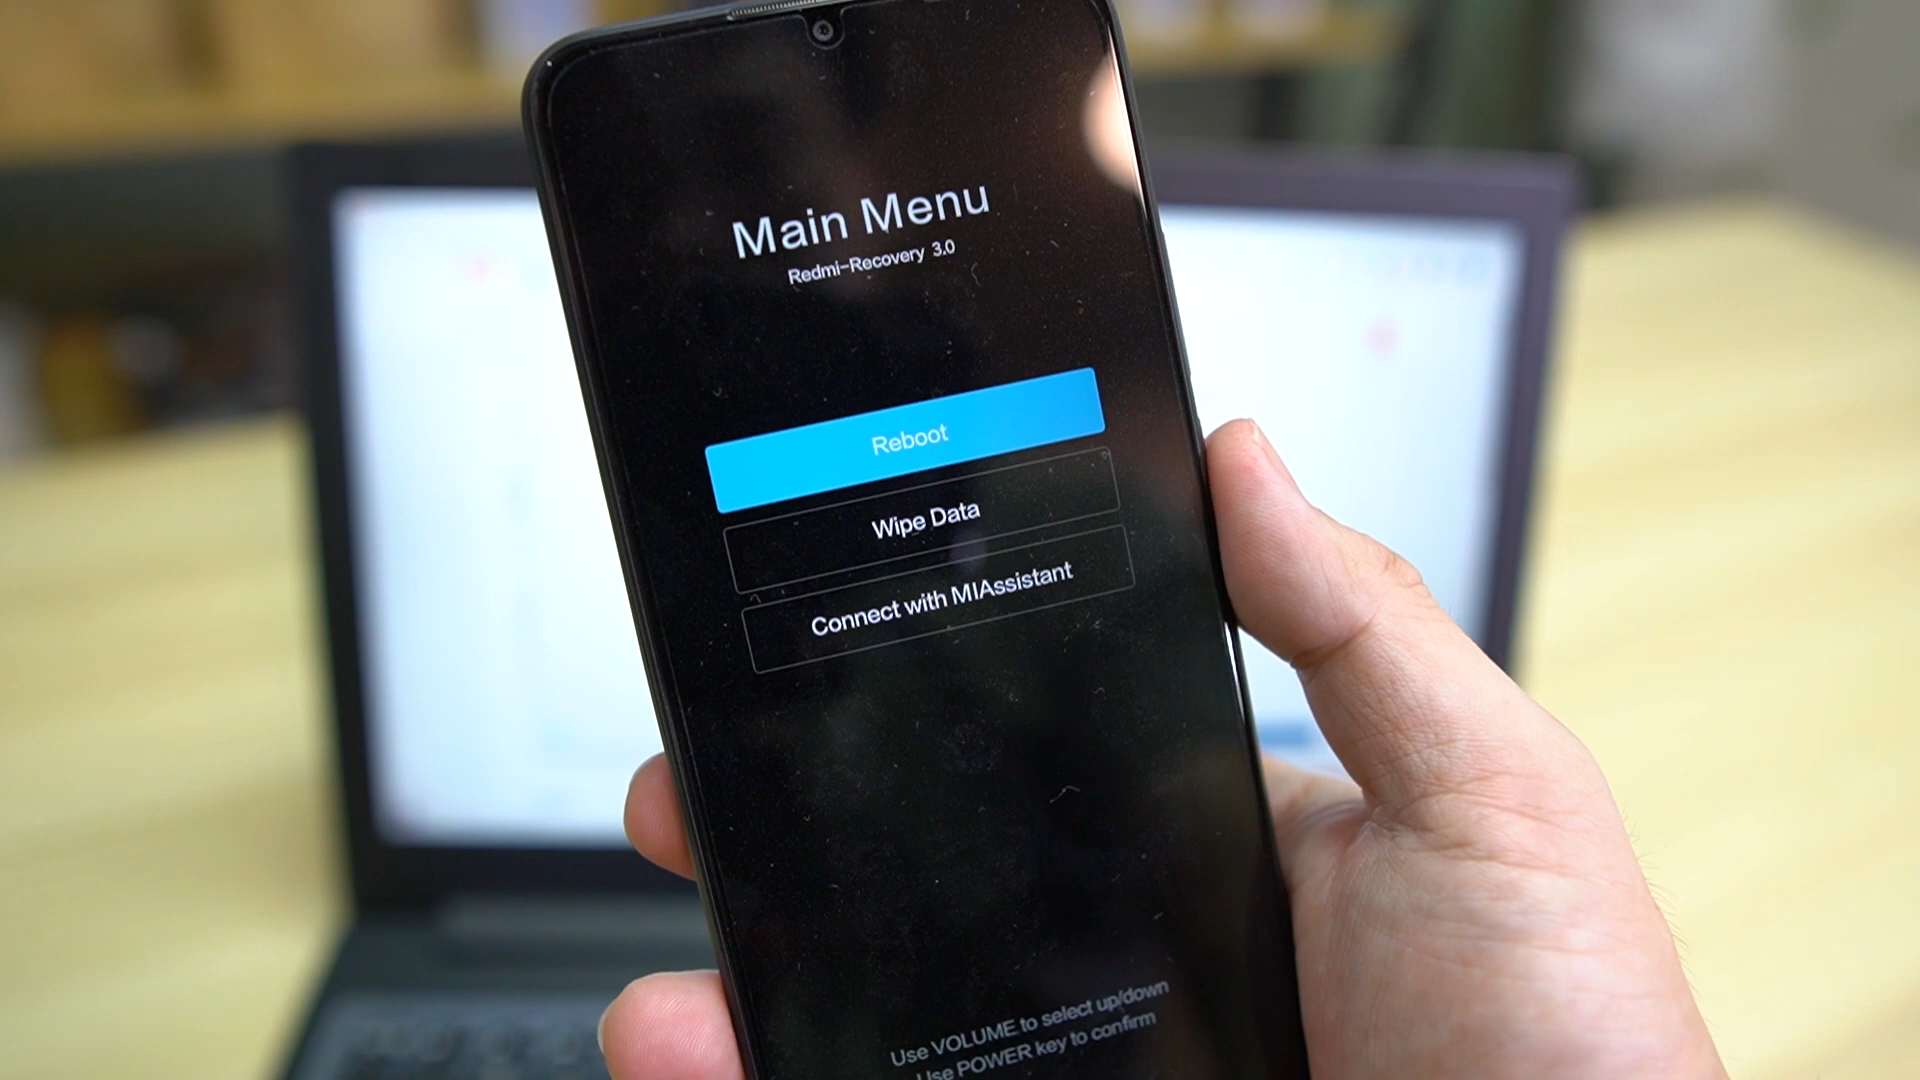 Main Menu
Redmi-Recovery 3.0
Reboot
Wipe Data
Connect with MIAssistant
Use VOLUME to select up/down
Use POWER key to confirm